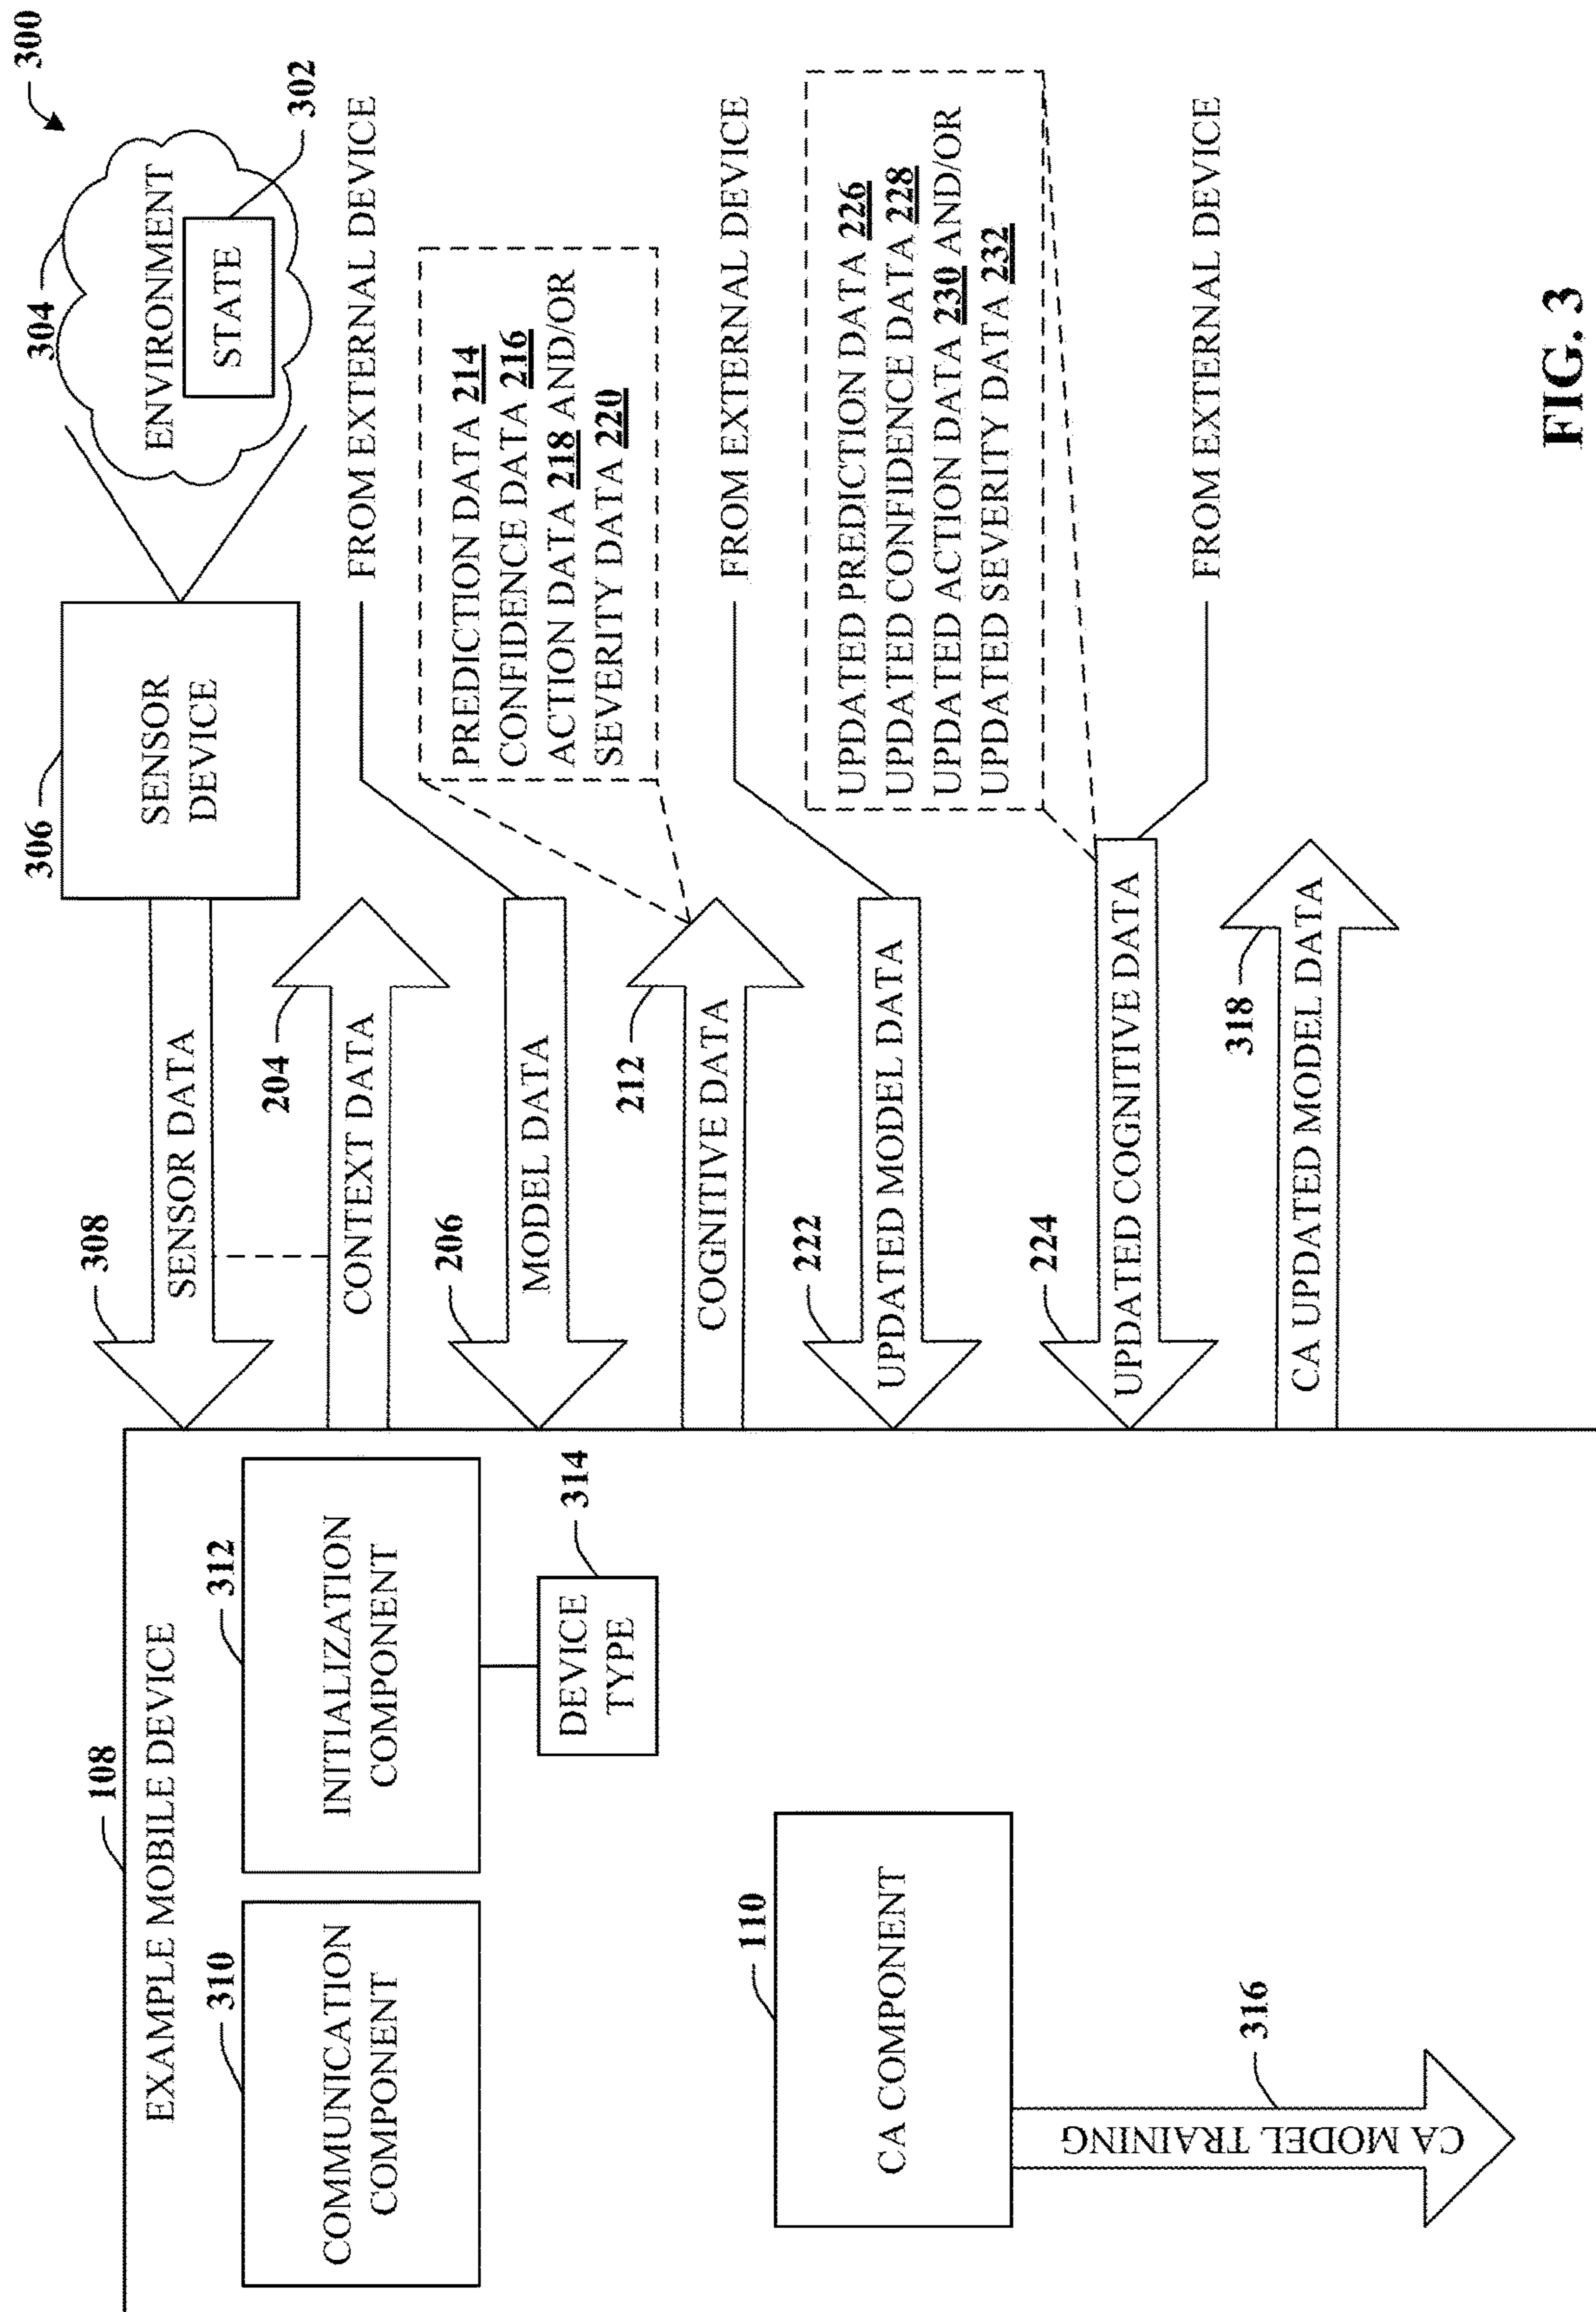 300
108
EXAMPLE MOBILE DEVICE
310
COMMUNICATION
COMPONENT
312
INITIALIZATION
COMPONENT
DEVICE
TYPE
314
110
CA COMPONENT
CA MODEL TRAINING
316
308
SENSOR DATA
306
SENSOR
DEVICE
304
ENVIRONMENT
STATE
302
204
CONTEXT DATA
206
MODEL DATA
FROM EXTERNAL DEVICE
212
COGNITIVE DATA
PREDICTION DATA 214
CONFIDENCE DATA 216
ACTION DATA 218 AND/OR
SEVERITY DATA 220
222
UPDATED MODEL DATA
FROM EXTERNAL DEVICE
224
UPDATED COGNITIVE DATA
UPDATED PREDICTION DATA 226
UPDATED CONFIDENCE DATA 228
UPDATED ACTION DATA 230 AND/OR
UPDATED SEVERITY DATA 232
FROM EXTERNAL DEVICE
318
CA UPDATED MODEL DATA
FIG. 3